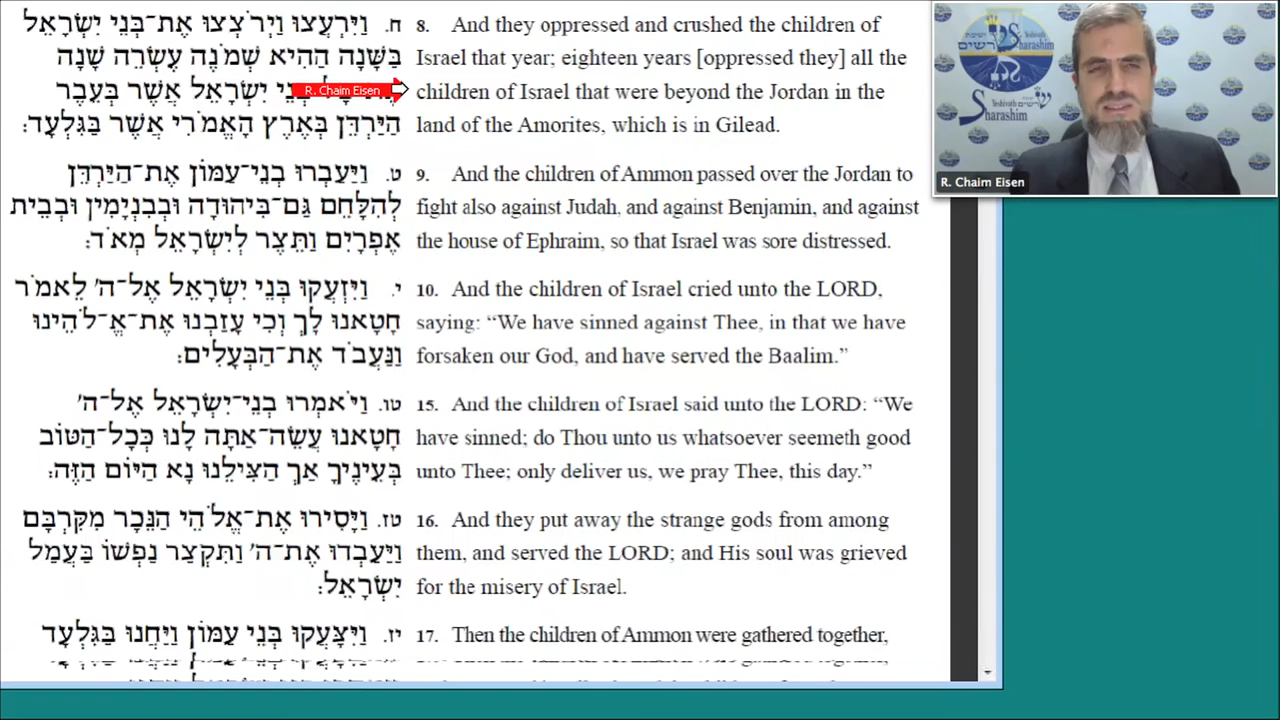 ח. וַיִּרְעֲצוּ וַיְרֹצְצוּ אֶת־בְּנֵי יִשְׂרָאֵל
בַּשָּׁנָה הַהִיא שְׁמֹנֶה עֶשְׂרֵה שָׁנָה
יִשְׂרָאֵל אֲשֶׁר בְּעֵבֶר
הַיַּרְדֵּן בְּאֶרֶץ הָאֱמֹרִי אֲשֶׁר בַּגִּלְעָד:
R. Chaim Eisen
8. And they oppressed and crushed the children of
Israel that year; eighteen years [oppressed they] all the
children of Israel that were beyond the Jordan in the
land of the Amorites, which is in Gilead.
ט. וַיַּעַבְרוּ בְנֵי־עַמּוֹן אֶת־הַיַּרְדֵּן
לְהִלָּחֵם גַּם־בִּיהוּדָה וּבְבִנְיָמִין וּבְבֵית
אֶפְרָיִם וַתֵּצֶר לְיִשְׂרָאֵל מְאֹד:
9. And the children of Ammon passed over the Jordan to
fight also against Judah, and against Benjamin, and against
the house of Ephraim, so that Israel was sore distressed.
י. וַיִּזְעֲקוּ בְּנֵי יִשְׂרָאֵל אֶל־ה' לֵאמֹר
חָטָאנוּ לָךְ וְכִי עָזַבְנוּ אֶת־אֱ־לֹהֵינוּ
וַנַּעֲבֹד אֶת־הַבְּעָלִים:
10. And the children of Israel cried unto the LORD,
saying: “We have sinned against Thee, in that we have
forsaken our God, and have served the Baalim.”
טו. וַיֹּאמְרוּ בְנֵי־יִשְׂרָאֵל אֶל־ה'
חָטָאנוּ עֲשֵׂה־אַתָּה לָנוּ כְּכָל־הַטּוֹב
בְּעֵינֶיךָ אַךְ הַצִּילֵנוּ נָא הַיּוֹם הַזֶּה:
15. And the children of Israel said unto the LORD: “We
have sinned; do Thou unto us whatsoever seemeth good
unto Thee; only deliver us, we pray Thee, this day.”
טז. וַיָּסִירוּ אֶת־אֱלֹהֵי הַנֵּכָר מִקִּרְבָּם
וַיַּעַבְדוּ אֶת־ה' וַתִּקְצַר נַפְשׁוֹ בַּעֲמַל
יִשְׂרָאֵל:
16. And they put away the strange gods from among
them, and served the LORD; and His soul was grieved
for the misery of Israel.
יז. וַיִּצָּעֲקוּ בְּנֵי עַמּוֹן וַיַּחֲנוּ בַּגִּלְעָד
17. Then the children of Ammon were gathered together,
ישיבת
שרשים
Yeshivath
Sharashim
R. Chaim Eisen